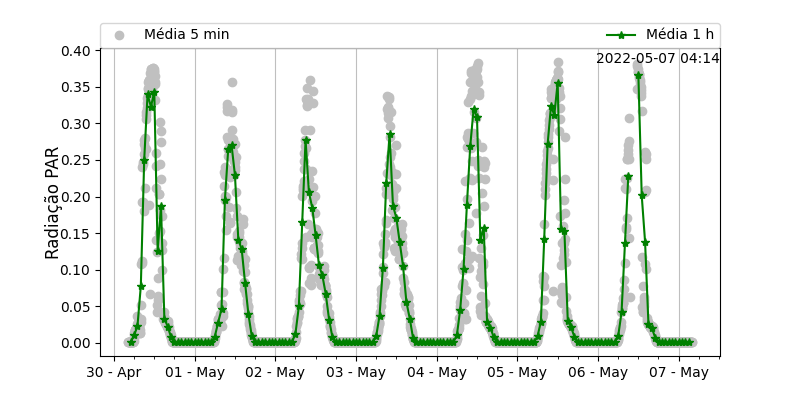 Média 5 min
Média 1 h
2022-05-07 04:14
Radiação PAR
0.40
0.35
0.30
0.25
0.20
0.15
0.10
0.05
0.00
30 - Apr
01 - May
02 - May
03 - May
04 - May
05 - May
06 - May
07 - May